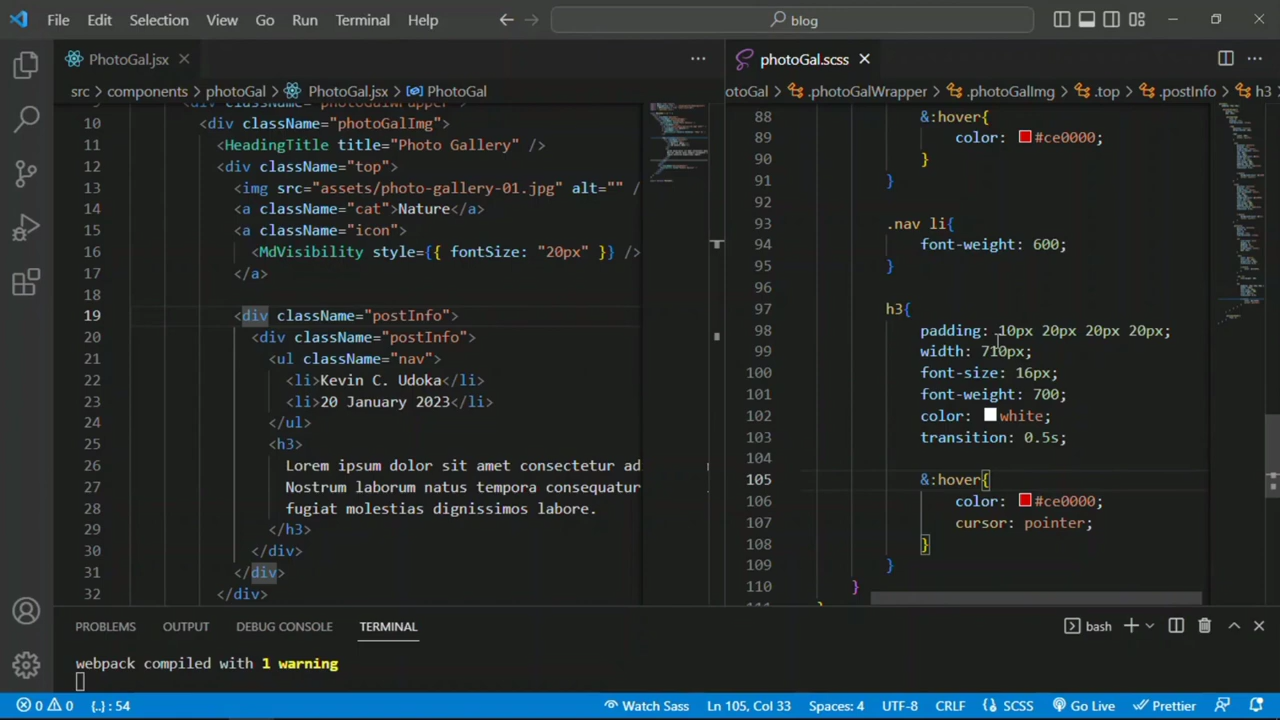 File Edit Selection View Go Run Terminal Help blog
PhotoGal.jsx
src > components > photoGal > PhotoGal.jsx > PhotoGal
10 <div className="photoGalImg">
11 <HeadingTitle title="Photo Gallery" />
12 <div className="top">
13 <img src="assets/photo-gallery-01.jpg" alt="" /
14 <a className="cat">Nature</a>
15 <a className="icon">
16 <MdVisibility style={{ fontSize: "20px" }} />
17 </a>
18
19 <div className="postInfo">
20 <div className="postInfo">
21 <ul className="nav">
22 <li>Kevin C. Udoka</li>
23 <li>20 January 2023</li>
24 </ul>
25 <h3>
26 Lorem ipsum dolor sit amet consectetur ad
27 Nostrum laborum natus tempora consequatur
28 fugiat molestias dignissimos labore.
29 </h3>
30 </div>
31 </div>
32 </div>
photoGal.scss
otoGal > .photoGalWrapper > .photoGalImg > .top > .postInfo > h3
88 &:hover{
89 color: #ce0000;
90 }
91 }
92
93 .nav li{
94 font-weight: 600;
95 }
96
97 h3{
98 padding: 10px 20px 20px 20px;
99 width: 710px;
100 font-size: 16px;
101 font-weight: 700;
102 color: white;
103 transition: 0.5s;
104
105 &:hover{
106 color: #ce0000;
107 cursor: pointer;
108 }
109 }
110 }
PROBLEMS OUTPUT DEBUG CONSOLE TERMINAL bash
webpack compiled with 1 warning
0 0 {..} : 54 Watch Sass Ln 105, Col 33 Spaces: 4 UTF-8 CRLF SCSS Go Live Prettier